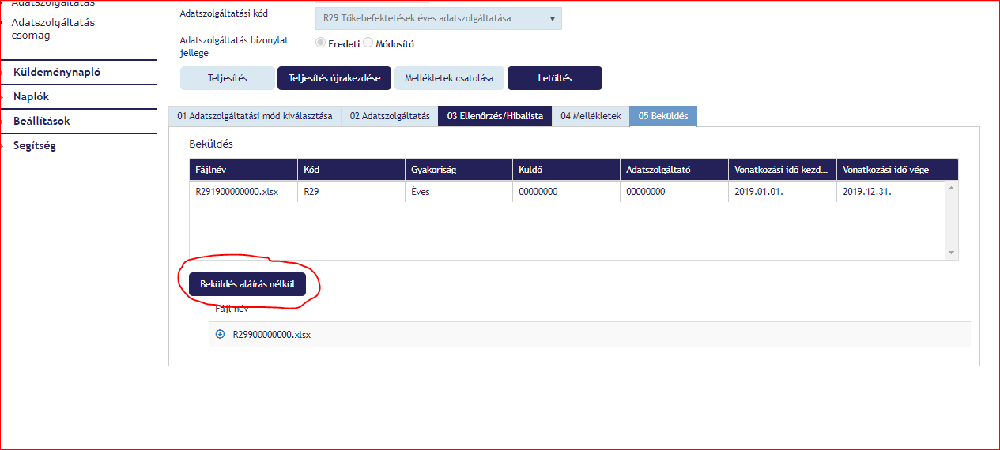 Adatszolgáltatás
Adatszolgáltatás
csomag
Küldeménynapló
Naplók
Beállítások
Segítség
Adatszolgáltatási kód
R29 Tőkebefektetések éves adatszolgáltatása
Adatszolgáltatás bizonylat
jellege
Eredeti Módosító
Teljesítés Teljesítés újrakezdése Mellékletek csatolása Letöltés
01 Adatszolgáltatási mód kiválasztása 02 Adatszolgáltatás 03 Ellenőrzés/Hibalista 04 Mellékletek 05 Beküldés
Beküldés
Fájlnév Kód Gyakoriság Küldő Adatszolgáltató Vonatkozási idő kezd... Vonatkozási idő vége
R291900000000.xlsx R29 Éves 00000000 00000000 2019.01.01. 2019.12.31.
Beküldés aláírás nélkül
Fájl név
R29900000000.xlsx